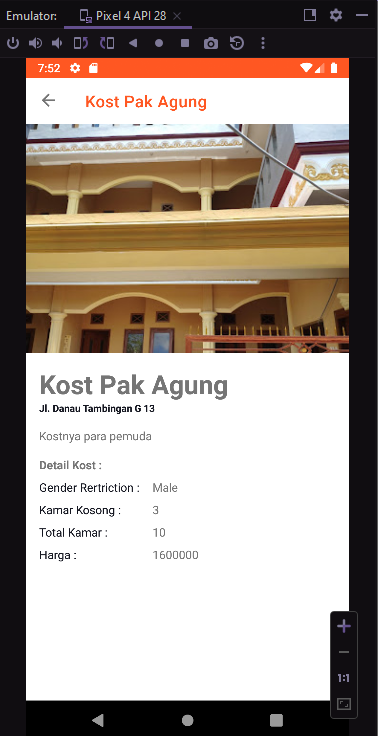 Emulator: Pixel 4 API 28
7:52
Kost Pak Agung
Kost Pak Agung
Jl. Danau Tambingan G 13
Kostnya para pemuda
Detail Kost :
Gender Rertriction : Male
Kamar Kosong : 3
Total Kamar : 10
Harga : 1600000
1:1